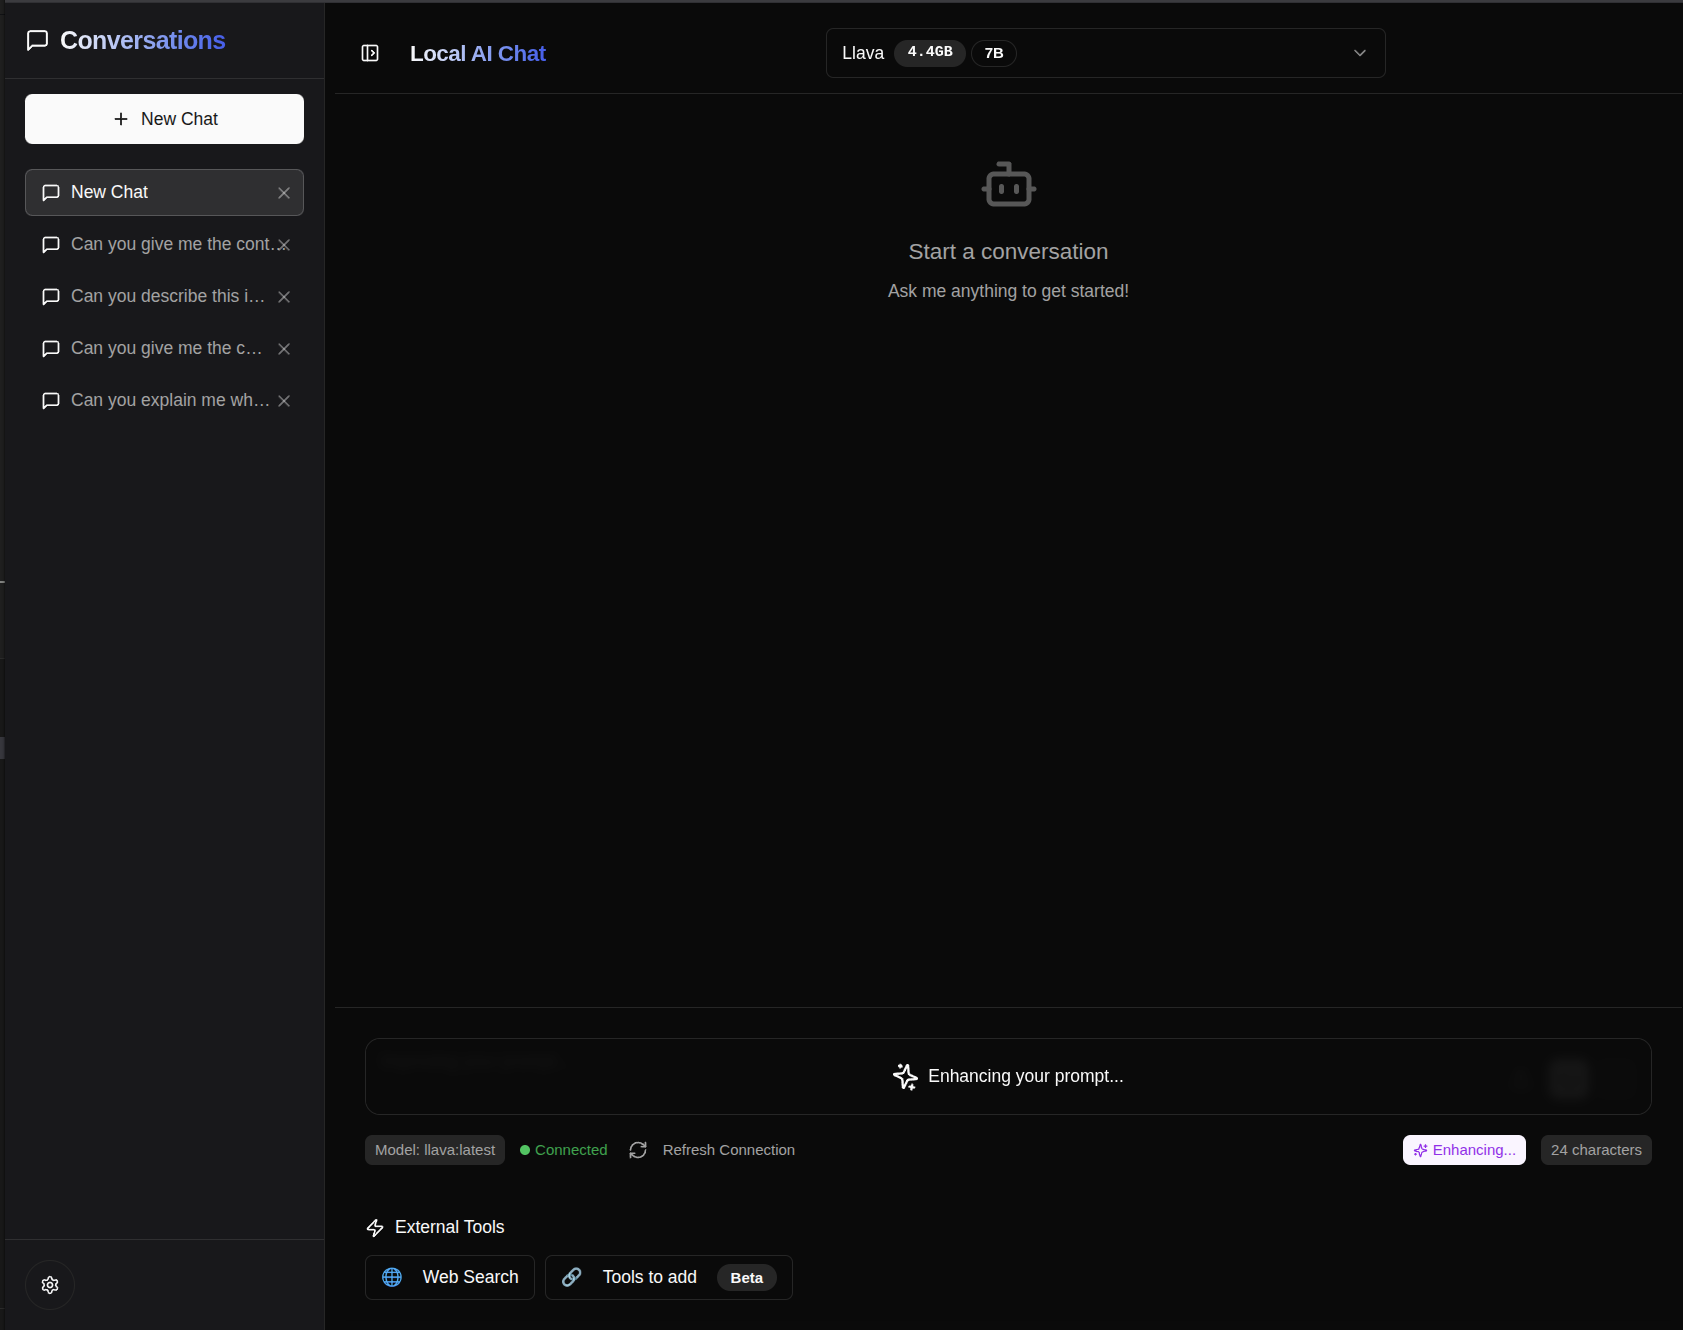 Conversations
New Chat
New Chat
Can you give me the cont...
Can you describe this i...
Can you give me the c...
Can you explain me wh...
Local AI Chat
Llava 4.4GB 7B
Start a conversation
Ask me anything to get started!
Enhancing your prompt...
Model: llava:latest Connected Refresh Connection Enhancing... 24 characters
External Tools
Web Search Tools to add Beta